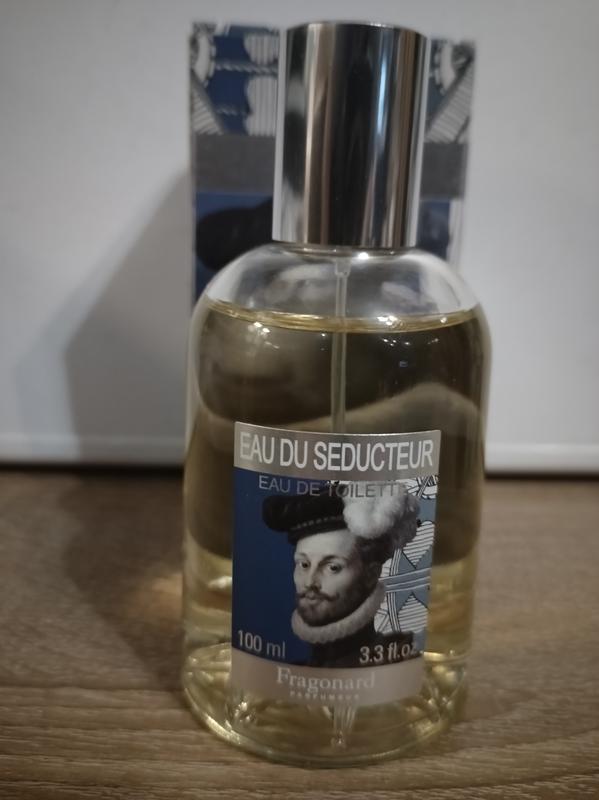 EAU DU SEDUCTEUR
EAU DE TOILETTE
100 ml 3.3 fl.oz.
Fragonard
PARFUMEUR